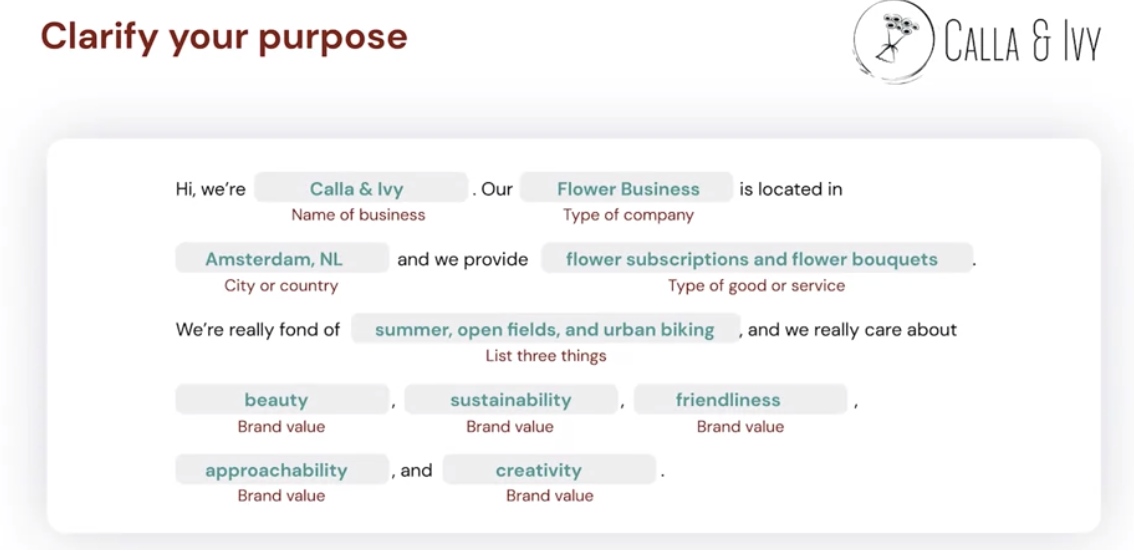 Clarify your purpose
CALLA & IVY
Hi, we're Calla & Ivy . Our Flower Business is located in
Name of business Type of company
Amsterdam, NL and we provide flower subscriptions and flower bouquets .
City or country Type of good or service
We're really fond of summer, open fields, and urban biking , and we really care about
List three things
beauty , sustainability , friendliness ,
Brand value Brand value Brand value
approachability , and creativity .
Brand value Brand value